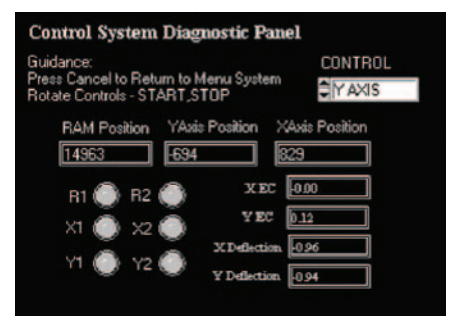 Control System Diagnostic Panel
Guidance:
Press Cancel to Return to Menu System
Rotate Controls - START,STOP
CONTROL
Y AXIS
RAM Position YAxis Position XAxis Position
14963 -694 829
R1 R2
X1 X2
Y1 Y2
X EC -0.00
Y EC 0.12
X Deflection -0.96
Y Deflection -0.94